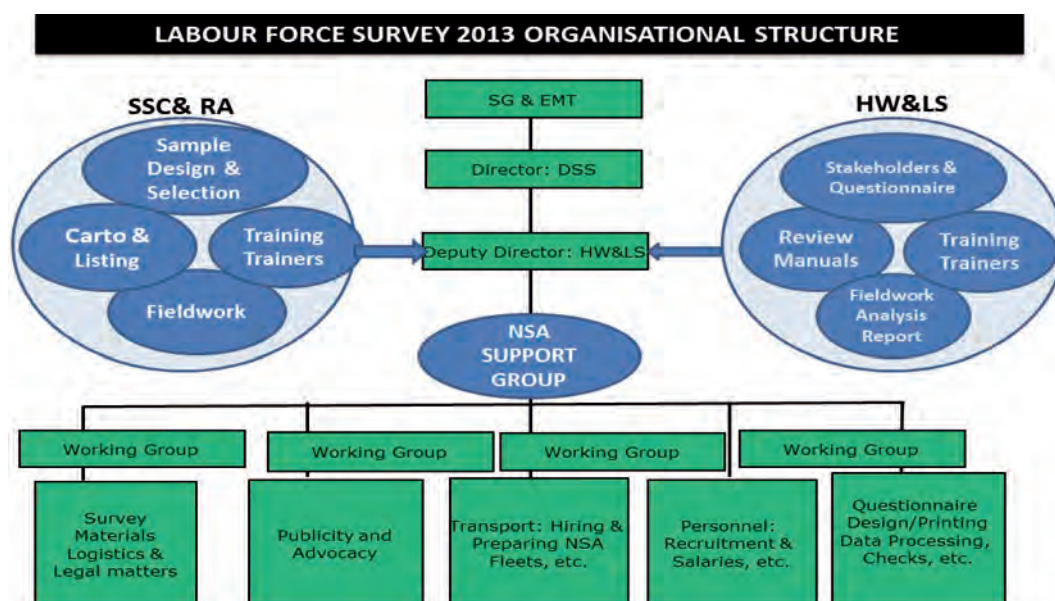 LABOUR FORCE SURVEY 2013 ORGANISATIONAL STRUCTURE
SSC& RA
Sample
Design &
Selection
Carto &
Listing
Training
Trainers
Fieldwork
SG & EMT
Director: DSS
Deputy Director: HW&LS
NSA
SUPPORT
GROUP
HW&LS
Stakeholders &
Questionnaire
Review
Manuals
Training
Trainers
Fieldwork
Analysis
Report
Working Group
Working Group
Working Group
Working Group
Survey
Materials
Logistics &
Legal matters
Publicity and
Advocacy
Transport: Hiring &
Preparing NSA
Fleets, etc.
Personnel:
Recruitment &
Salaries, etc.
Questionnaire
Design/Printing
Data Processing,
Checks, etc.